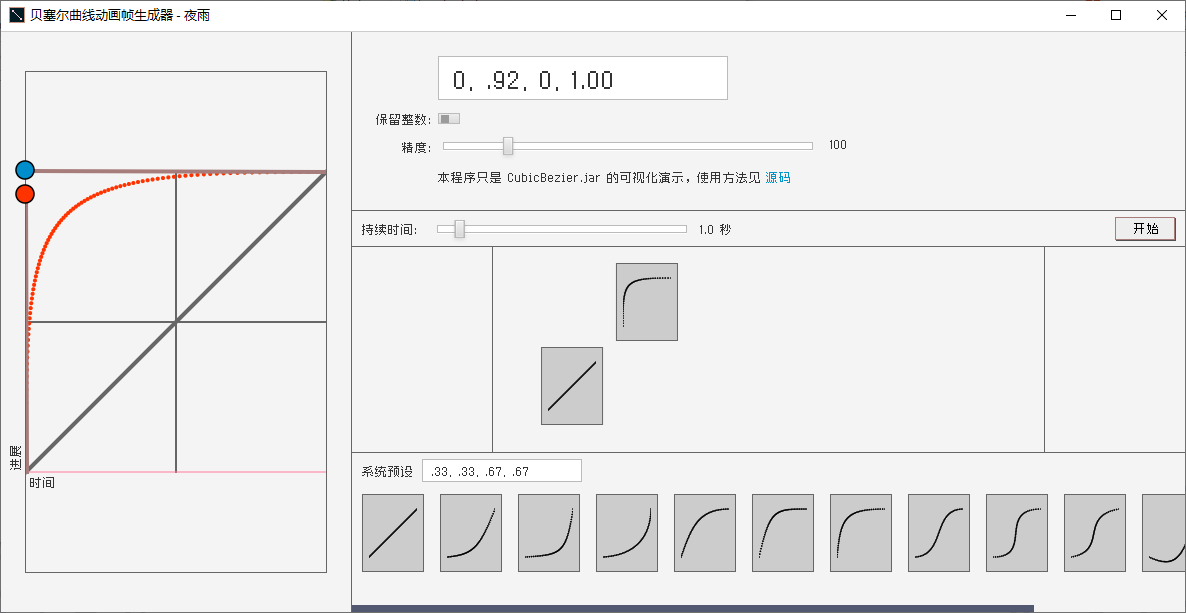 贝塞尔曲线动画帧生成器 - 夜雨
0, .92, 0, 1.00
保留整数:
精度: 100
本程序只是 CubicBezier.jar 的可视化演示，使用方法见 源码
持续时间: 1.0 秒 开始
进展
时间
系统预设 .33, .33, .67, .67